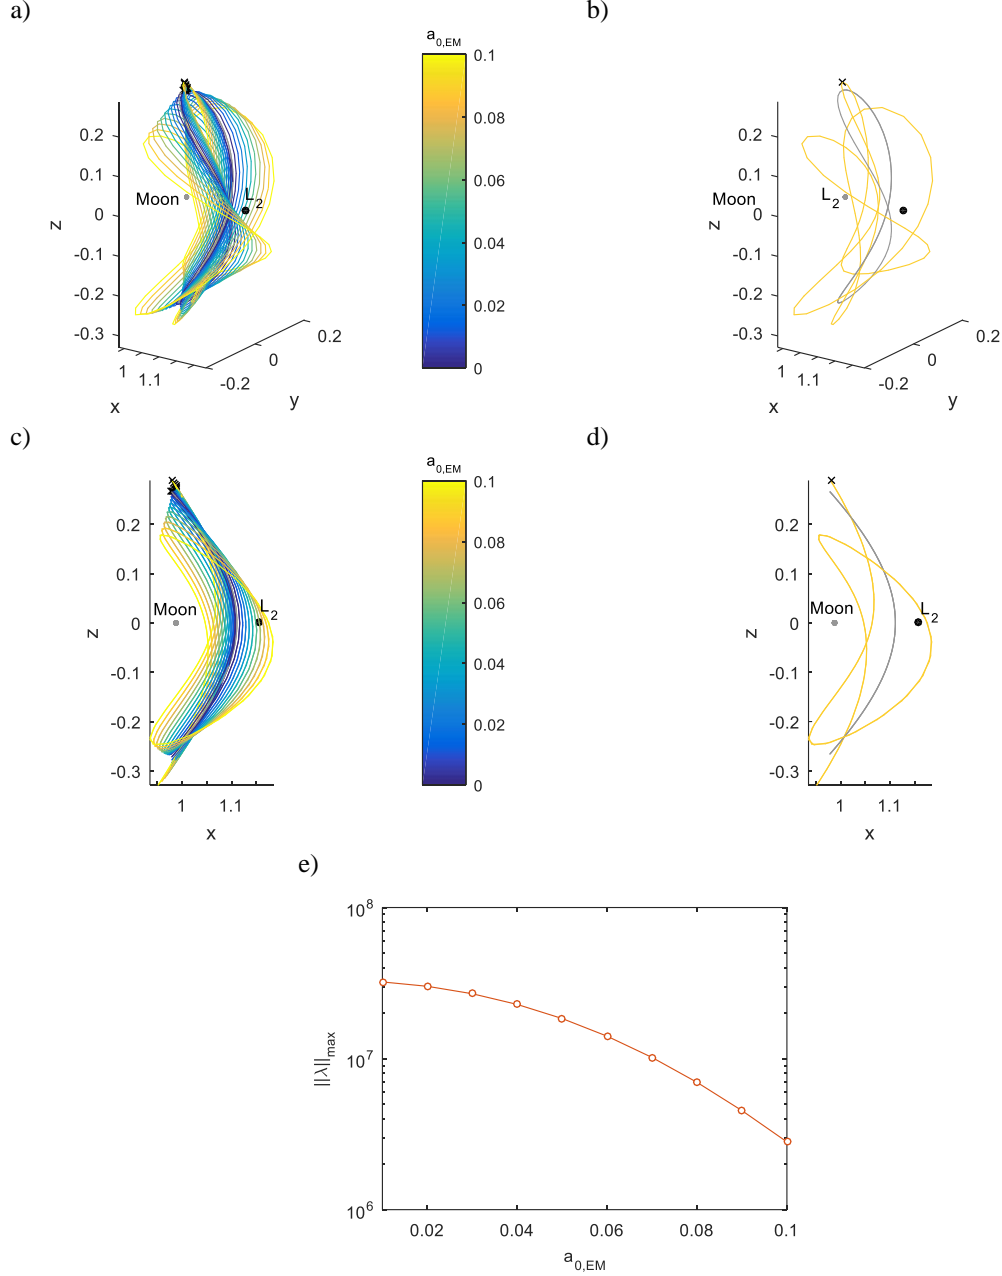 a)
a0,EM
0.1
0.08
0.06
0.04
0.02
0
0.2
0.1
0
-0.1
-0.2
-0.3
z
Moon
L2
1
1.1
x
-0.2
0
0.2
y
b)
0.2
0.1
0
-0.1
-0.2
-0.3
z
Moon
L2
1
1.1
x
-0.2
0
0.2
y
c)
a0,EM
0.1
0.08
0.06
0.04
0.02
0
0.2
0.1
0
-0.1
-0.2
-0.3
z
Moon
L2
1
1.1
x
d)
0.2
0.1
0
-0.1
-0.2
-0.3
z
Moon
L2
1
1.1
x
e)
10^8
10^7
10^6
||λ||max
0.02
0.04
0.06
0.08
0.1
a0,EM